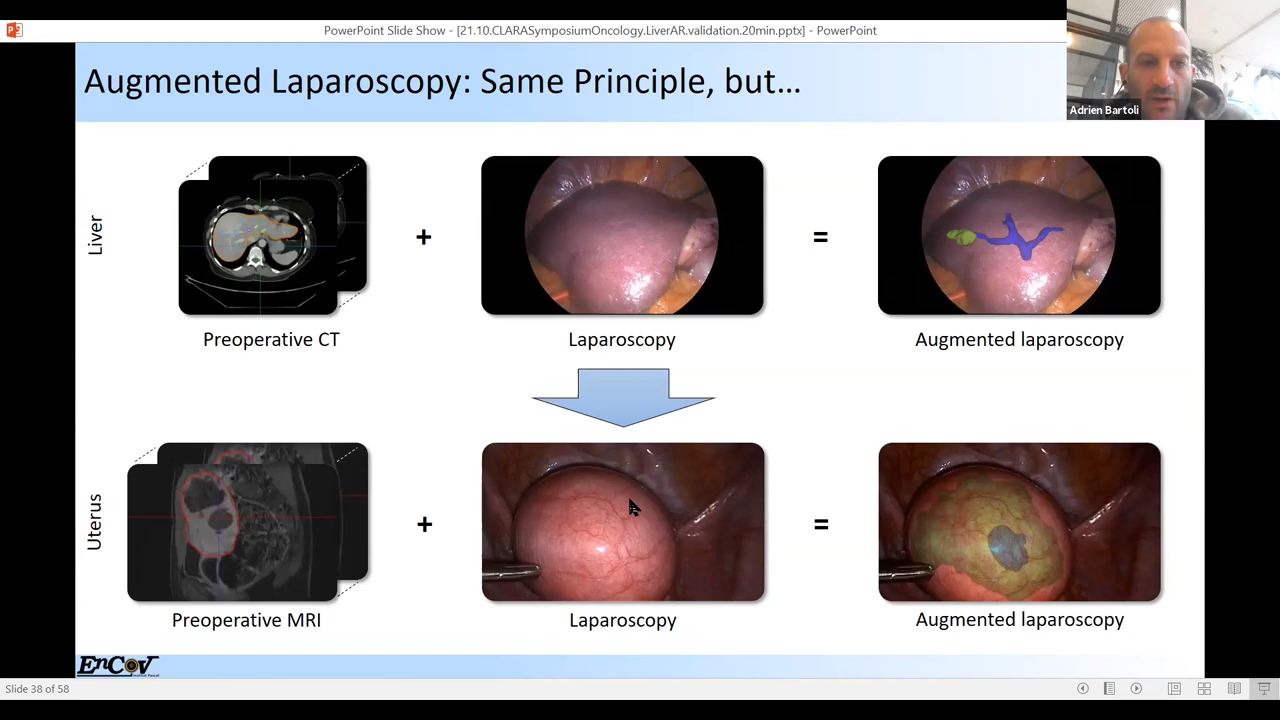 PowerPoint Slide Show - [21.10.CLARASymposiumOncology.LiverAR.validation.20min.pptx] - PowerPoint
Adrien Bartoli
Augmented Laparoscopy: Same Principle, but...
Liver
+
=
Preoperative CT
Laparoscopy
Augmented laparoscopy
Uterus
+
=
Preoperative MRI
Laparoscopy
Augmented laparoscopy
EnCoV
Slide 38 of 58